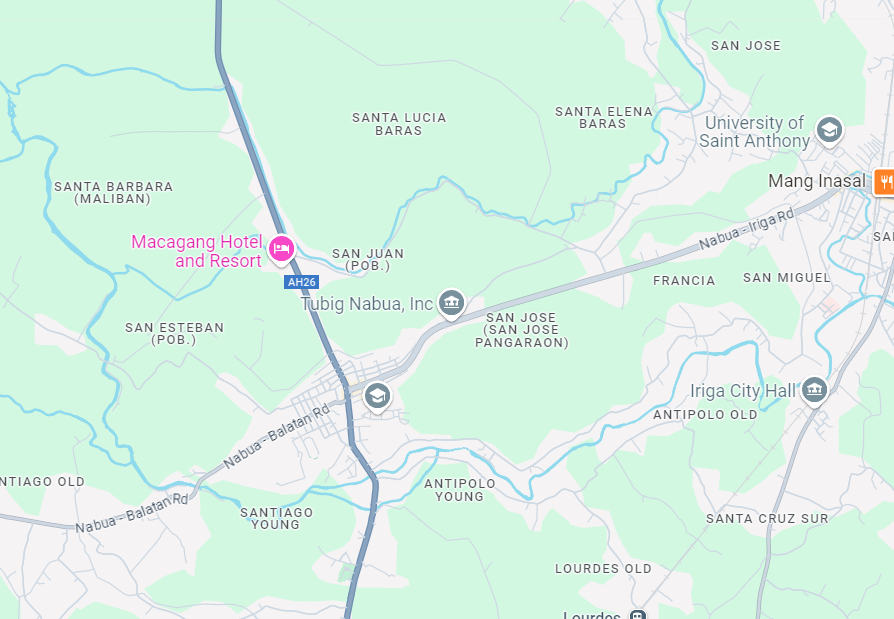 SAN JOSE
SANTA LUCIA
BARAS
SANTA ELENA
BARAS
University of
Saint Anthony
Mang Inasal
SANTA BARBARA
(MALIBAN)
Nabua - Iriga Rd
SA
Macagang Hotel
and Resort
SAN JUAN
(POB.)
AH26
FRANCIA
SAN MIGUEL
Tubig Nabua, Inc
SAN JOSE
(SAN JOSE
PANGARAON)
SAN ESTEBAN
(POB.)
Iriga City Hall
ANTIPOLO OLD
Nabua - Balatan Rd
NTIAGO OLD
ANTIPOLO
YOUNG
Nabua - Balatan Rd
SANTIAGO
YOUNG
SANTA CRUZ SUR
LOURDES OLD
Lourdes